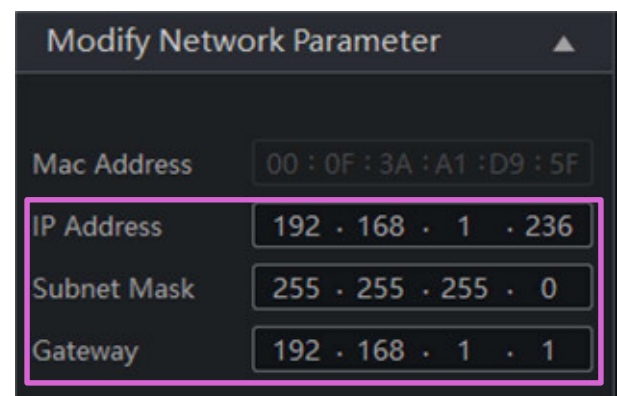 Modify Network Parameter ▲
Mac Address 00 : 0F : 3A : A1 : D9 : 5F
IP Address 192 . 168 . 1 . 236
Subnet Mask 255 . 255 . 255 . 0
Gateway 192 . 168 . 1 . 1